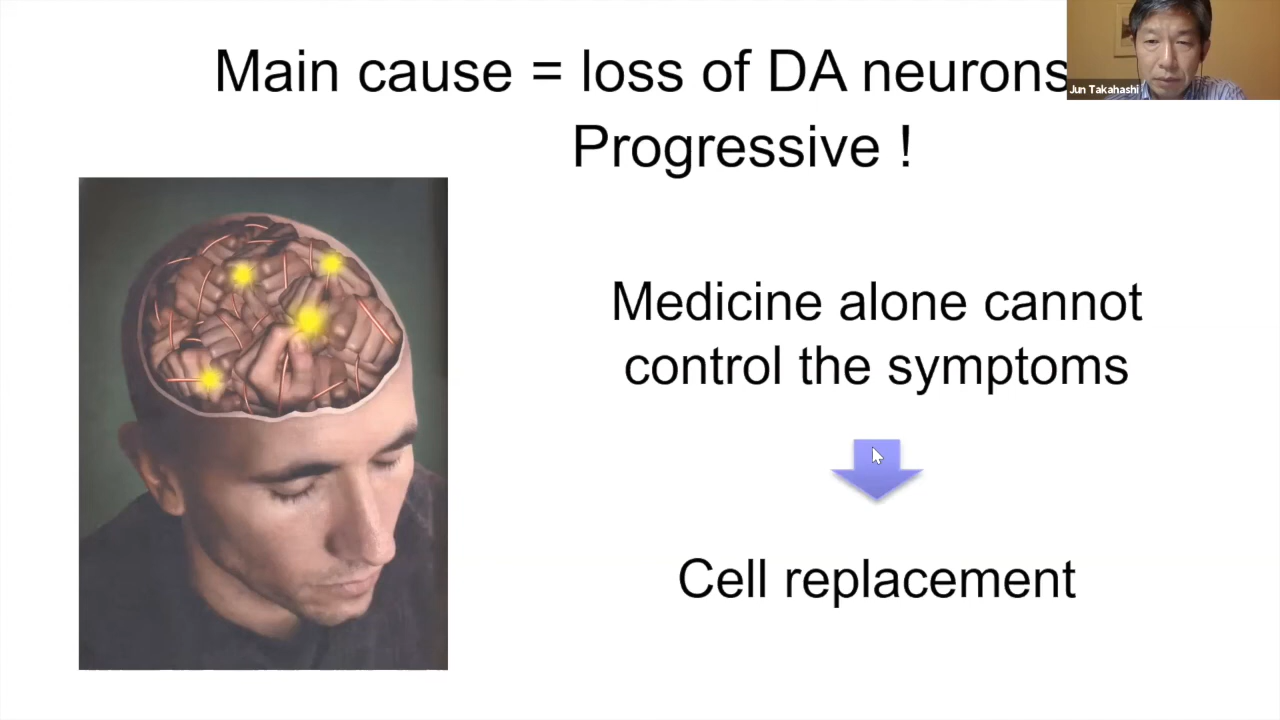 Main cause = loss of DA neurons
Jun Takahashi
Progressive !
Medicine alone cannot
control the symptoms
Cell replacement